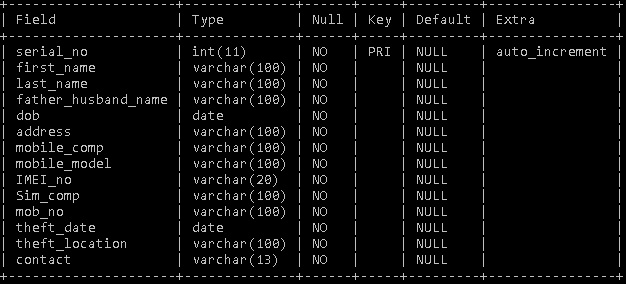 +-------------------+--------------+------+-----+---------+----------------+
| Field             | Type         | Null | Key | Default | Extra          |
+-------------------+--------------+------+-----+---------+----------------+
| serial_no         | int(11)      | NO   | PRI | NULL    | auto_increment |
| first_name        | varchar(100) | NO   |     | NULL    |                |
| last_name         | varchar(100) | NO   |     | NULL    |                |
| father_husband_name | varchar(100) | NO   |     | NULL    |                |
| dob               | date         | NO   |     | NULL    |                |
| address           | varchar(100) | NO   |     | NULL    |                |
| mobile_comp       | varchar(100) | NO   |     | NULL    |                |
| mobile_model      | varchar(100) | NO   |     | NULL    |                |
| IMEI_no           | varchar(20)  | NO   |     | NULL    |                |
| Sim_comp          | varchar(100) | NO   |     | NULL    |                |
| mob_no            | varchar(100) | NO   |     | NULL    |                |
| theft_date        | date         | NO   |     | NULL    |                |
| theft_location    | varchar(100) | NO   |     | NULL    |                |
| contact           | varchar(13)  | NO   |     | NULL    |                |
+-------------------+--------------+------+-----+---------+----------------+